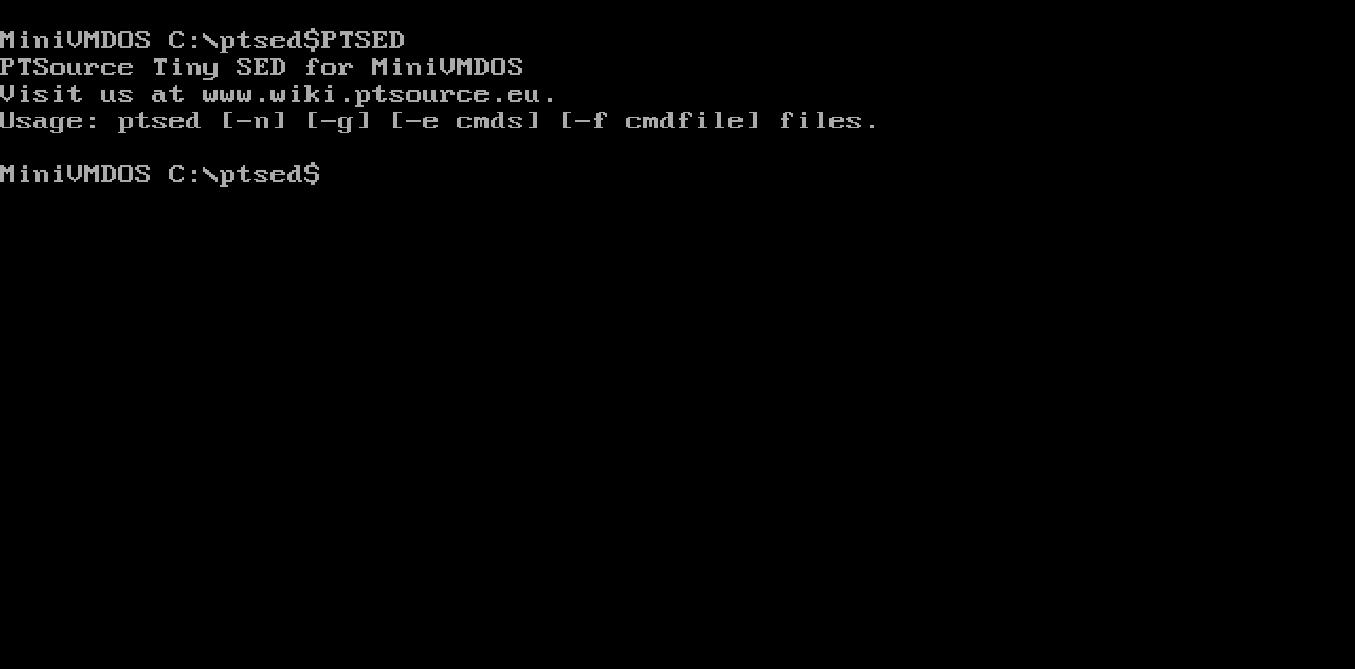 MiniVMDOS C:\ptsed$PTSED
PTSource Tiny SED for MiniVMDOS
Visit us at www.wiki.ptsource.eu.
Usage: ptsed [-n] [-g] [-e cmds] [-f cmdfile] files.
MiniVMDOS C:\ptsed$